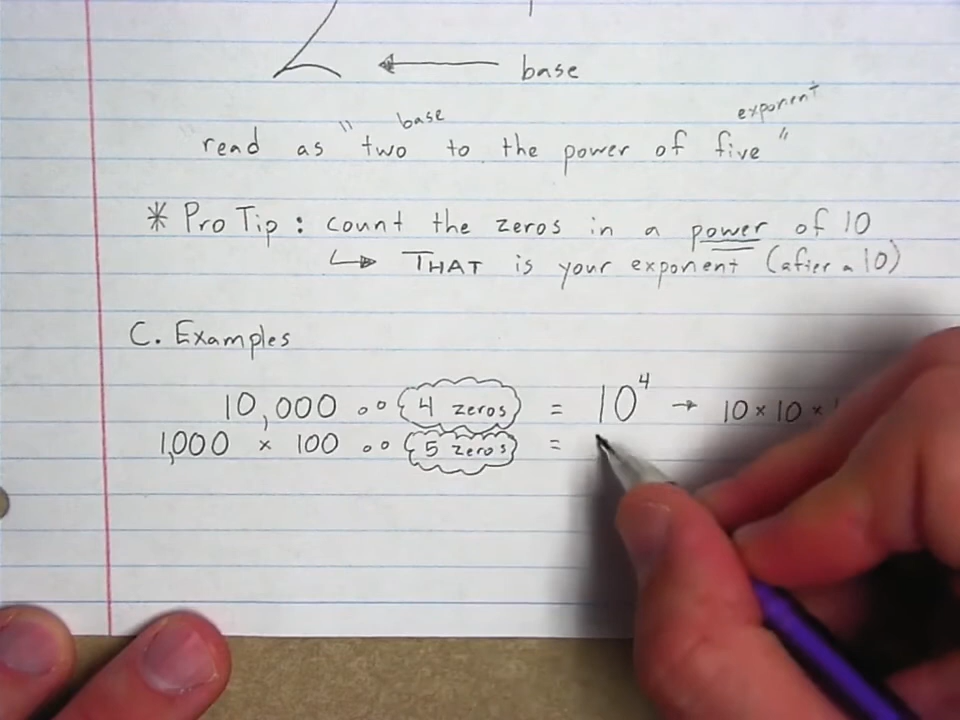 2 ← base
base exponent
read as "two to the power of five"
* Pro Tip: count the zeros in a power of 10
↳ THAT is your exponent (after a 10)
C. Examples
10,000 4 zeros = 10⁴ → 10 × 10 ×
1,000 × 100 5 zeros =